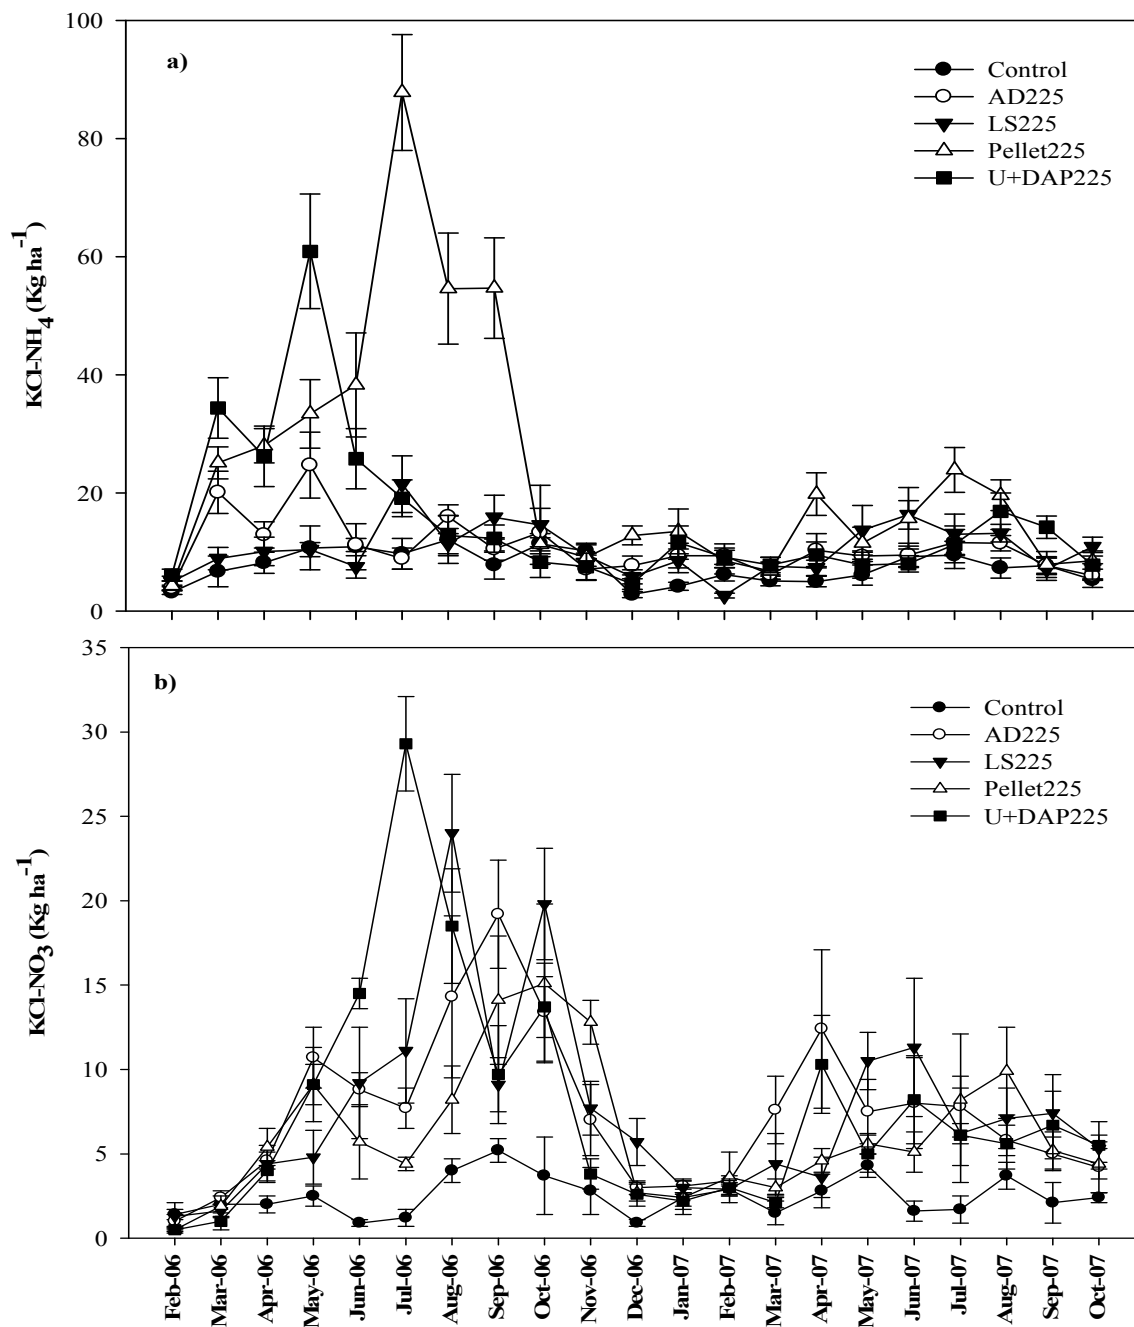 a)
100
80
60
40
20
0
KCl-NH4 (Kg ha-1)
Control
AD225
LS225
Pellet225
U+DAP225
b)
35
30
25
20
15
10
5
0
KCl-NO3 (Kg ha-1)
Control
AD225
LS225
Pellet225
U+DAP225
Feb-06
Mar-06
Apr-06
May-06
Jun-06
Jul-06
Aug-06
Sep-06
Oct-06
Nov-06
Dec-06
Jan-07
Feb-07
Mar-07
Apr-07
May-07
Jun-07
Jul-07
Aug-07
Sep-07
Oct-07